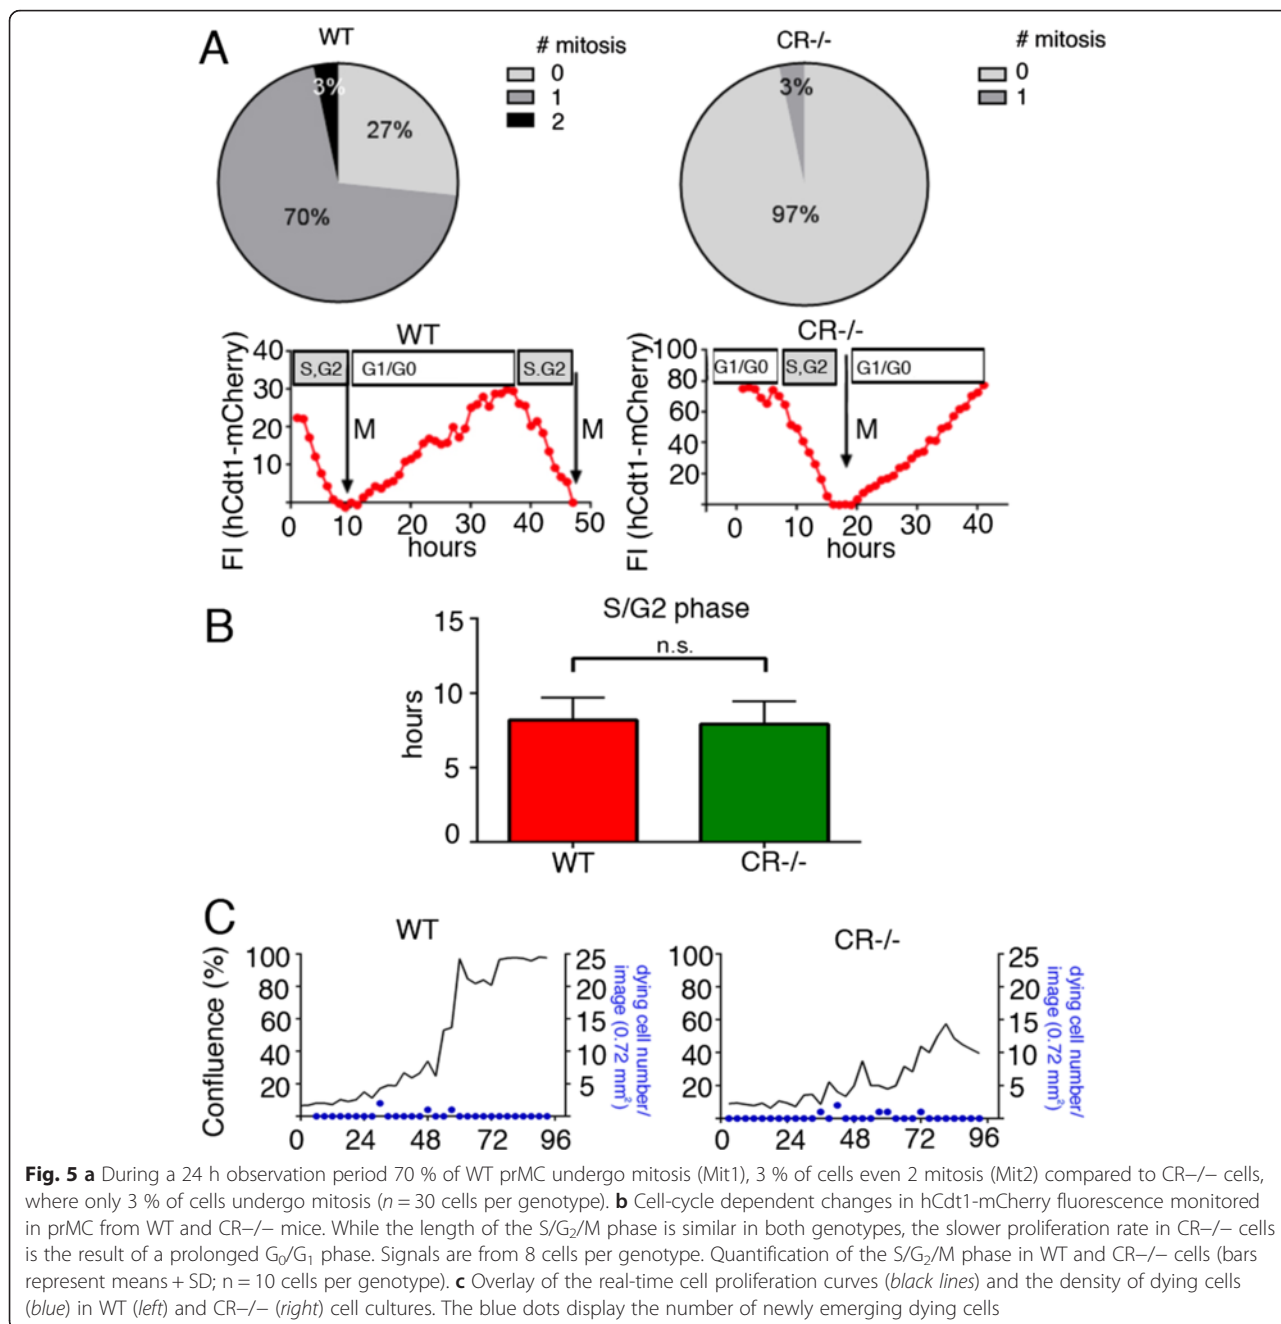 A
WT
# mitosis
0
1
2
3%
27%
70%
CR-/-
# mitosis
0
1
3%
97%
WT
FI (hCdt1-mCherry)
40
30
20
10
S,G2
G1/G0
S.G2
M
M
0 10 20 30 40 50
hours
CR-/-
FI (hCdt1-mCherry)
100
80
60
40
20
G1/G0
S,G2
G1/G0
M
0 10 20 30 40
hours
B
S/G2 phase
n.s.
hours
15
10
5
0
WT
CR-/-
C
WT
Confluence (%)
100
80
60
40
20
25
20
15
10
5
dying cell number/
image (0.72 mm²)
0 24 48 72 96
CR-/-
100
80
60
40
20
25
20
15
10
5
dying cell number/
image (0.72 mm²)
0 24 48 72 96
Fig. 5 a During a 24 h observation period 70 % of WT prMC undergo mitosis (Mit1), 3 % of cells even 2 mitosis (Mit2) compared to CR−/− cells,
where only 3 % of cells undergo mitosis (n = 30 cells per genotype). b Cell-cycle dependent changes in hCdt1-mCherry fluorescence monitored
in prMC from WT and CR−/− mice. While the length of the S/G₂/M phase is similar in both genotypes, the slower proliferation rate in CR−/− cells
is the result of a prolonged G₀/G₁ phase. Signals are from 8 cells per genotype. Quantification of the S/G₂/M phase in WT and CR−/− cells (bars
represent means + SD; n = 10 cells per genotype). c Overlay of the real-time cell proliferation curves (black lines) and the density of dying cells
(blue) in WT (left) and CR−/− (right) cell cultures. The blue dots display the number of newly emerging dying cells